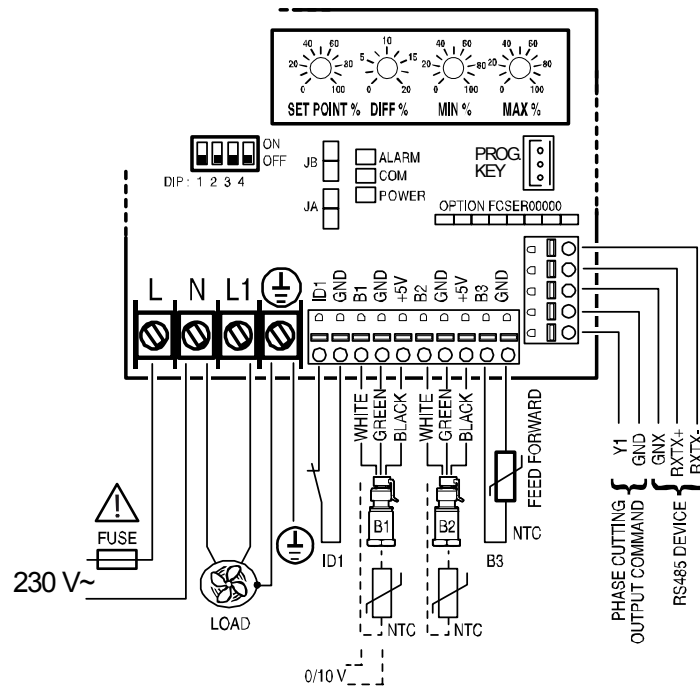 40 60
20 80
0 100
SET POINT %
10
5 15
0 20
DIFF %
40 60
20 80
0 100
MIN %
40 60
20 80
0 100
MAX %
ON
OFF
DIP: 1 2 3 4
JB
JA
ALARM
COM
POWER
PROG.
KEY
OPTION FCSER00000
L N L1
ID1
GND
B1
GND
+5V
B2
GND
+5V
B3
GND
WHITE
GREEN
BLACK
WHITE
GREEN
BLACK
FEED FORWARD
Y1
GND
GNX
RXTX+
RXTX-
PHASE CUTTING
OUTPUT COMMAND
RS485 DEVICE
FUSE
230 V~
LOAD
ID1
B1
B2
B3
NTC
NTC
NTC
0/10 V